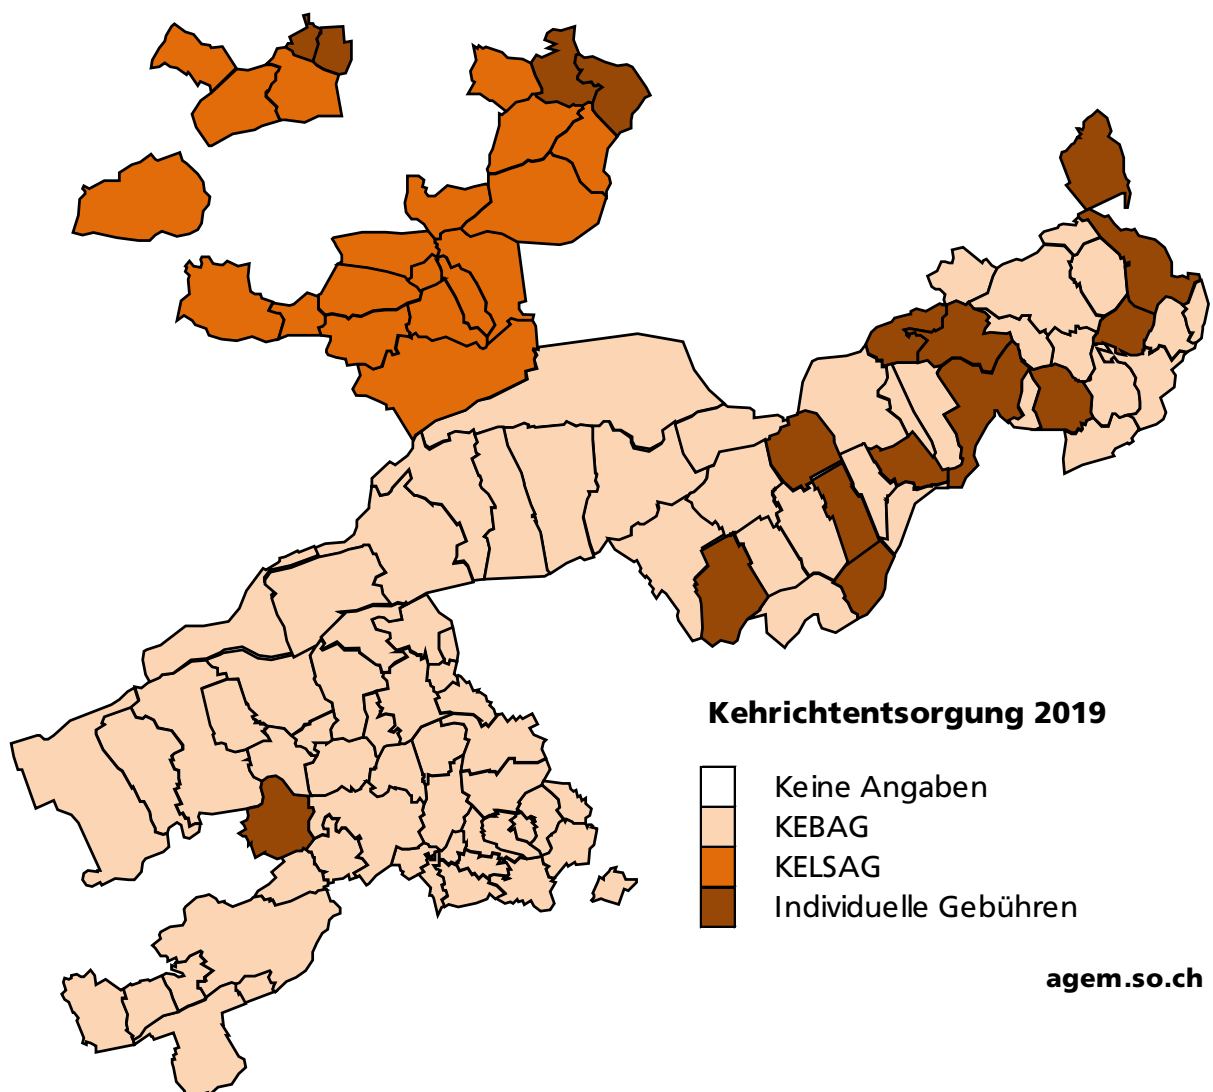 Kehrichtentsorgung 2019
Keine Angaben
KEBAG
KELSAG
Individuelle Gebühren
agem.so.ch